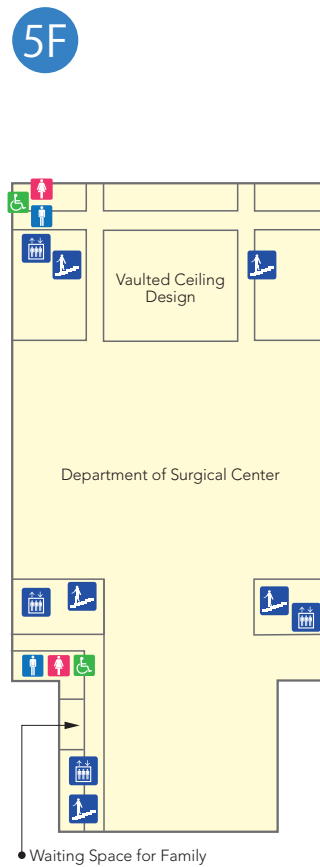 5F
Vaulted Ceiling
Design
Department of Surgical Center
Waiting Space for Family